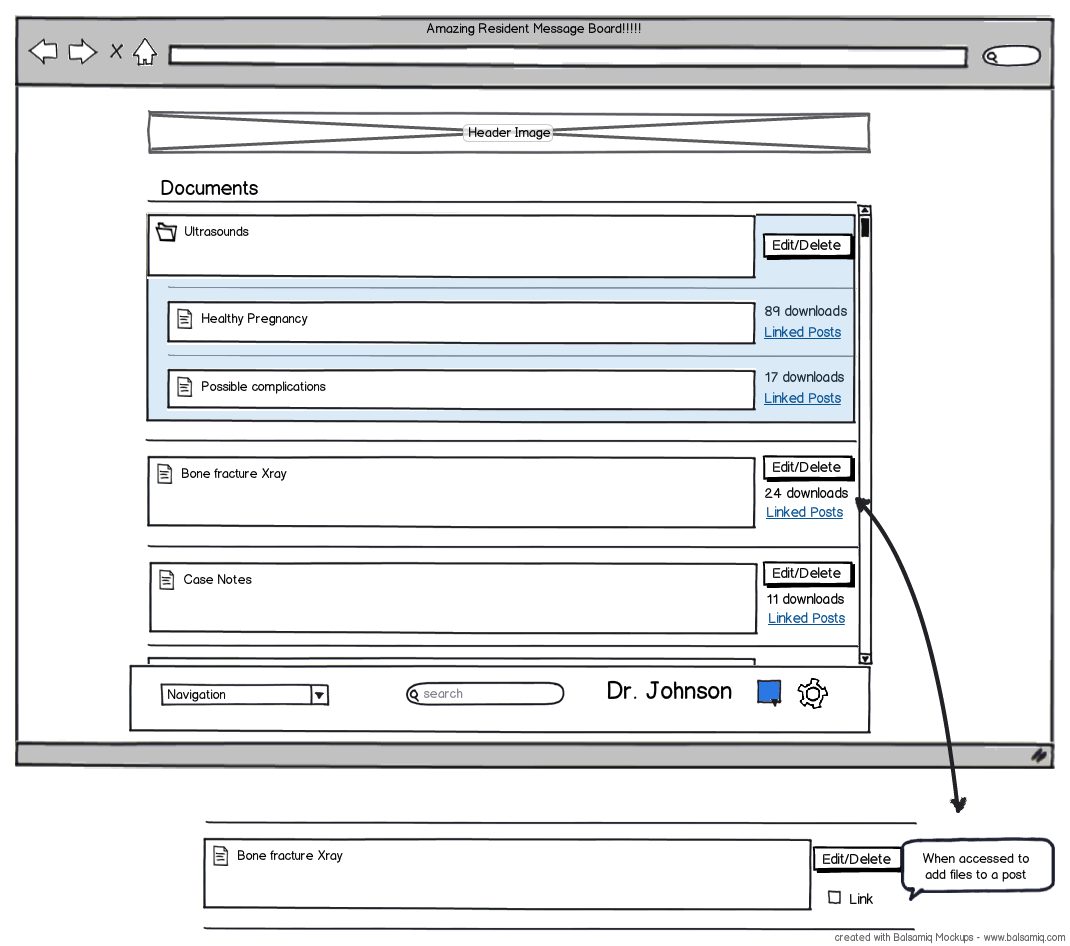 Amazing Resident Message Board!!!!!
Header Image
Documents
Ultrasounds
Edit/Delete
Healthy Pregnancy
89 downloads
Linked Posts
Possible complications
17 downloads
Linked Posts
Bone fracture Xray
Edit/Delete
24 downloads
Linked Posts
Case Notes
Edit/Delete
11 downloads
Linked Posts
Navigation
search
Dr. Johnson
Bone fracture Xray
Edit/Delete
Link
When accessed to
add files to a post
created with Balsamiq Mockups - www.balsamiq.com